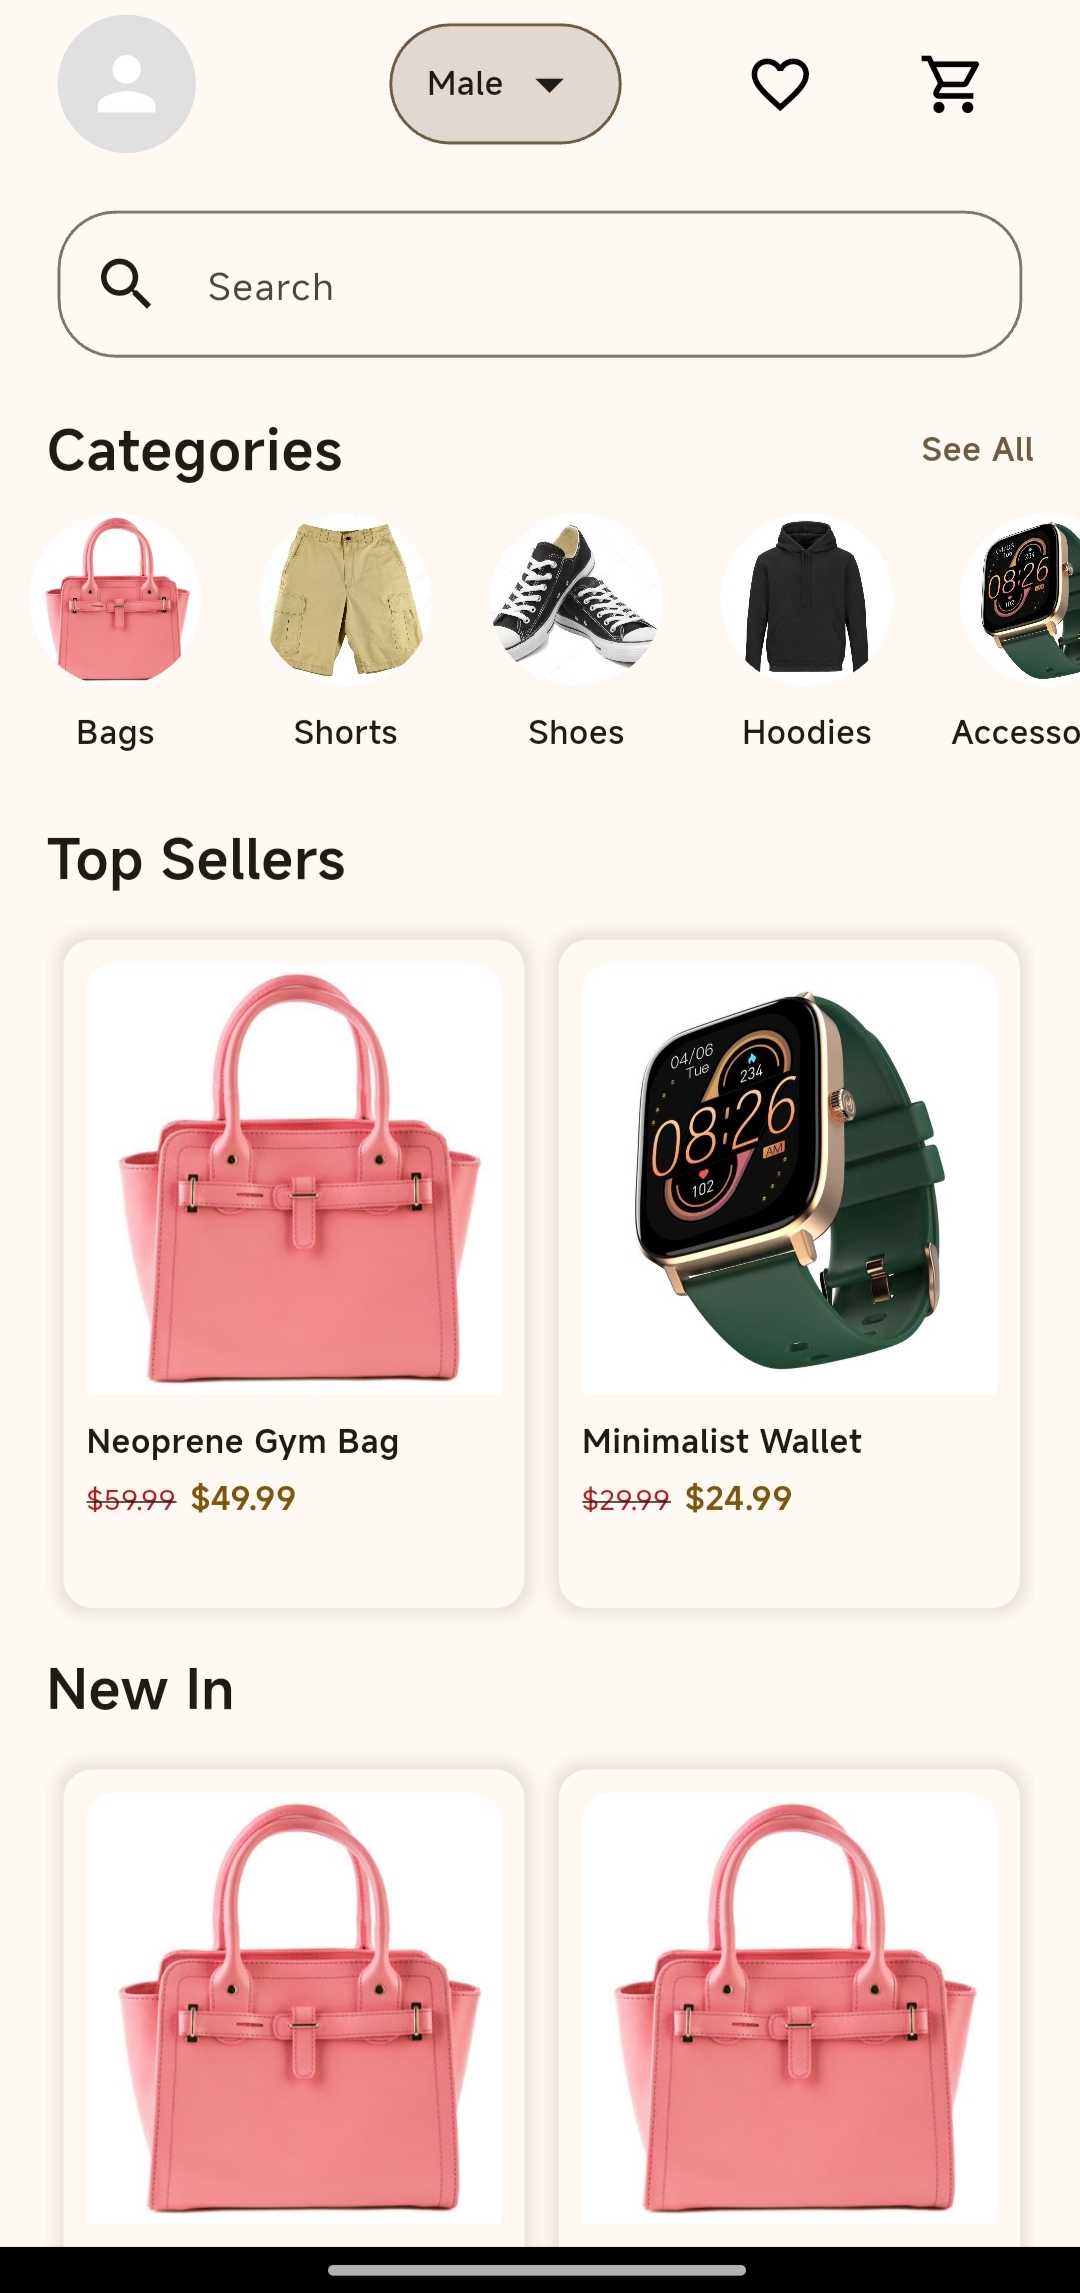 Male
Search
Categories
See All
Bags
Shorts
Shoes
Hoodies
Accesso
Top Sellers
04/06
Tue
234
08:26
AM
102
Neoprene Gym Bag
$59.99 $49.99
Minimalist Wallet
$29.99 $24.99
New In